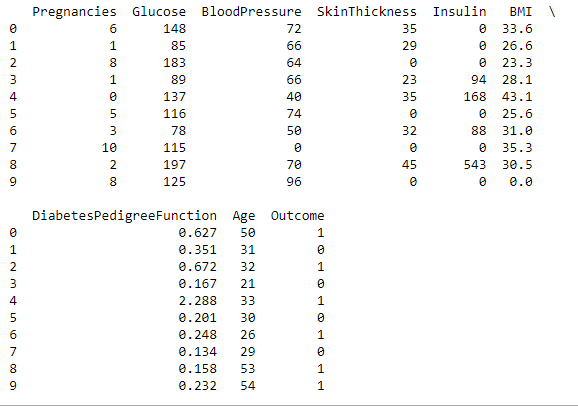 Pregnancies Glucose BloodPressure SkinThickness Insulin BMI \
0 6 148 72 35 0 33.6
1 1 85 66 29 0 26.6
2 8 183 64 0 0 23.3
3 1 89 66 23 94 28.1
4 0 137 40 35 168 43.1
5 5 116 74 0 0 25.6
6 3 78 50 32 88 31.0
7 10 115 0 0 0 35.3
8 2 197 70 45 543 30.5
9 8 125 96 0 0 0.0
DiabetesPedigreeFunction Age Outcome
0 0.627 50 1
1 0.351 31 0
2 0.672 32 1
3 0.167 21 0
4 2.288 33 1
5 0.201 30 0
6 0.248 26 1
7 0.134 29 0
8 0.158 53 1
9 0.232 54 1